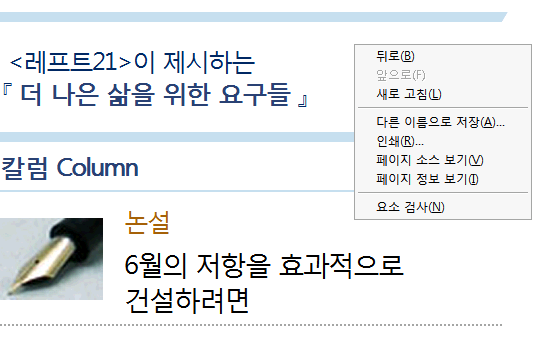 <레프트21>이 제시하는
『 더 나은 삶을 위한 요구들 』
뒤로(B)
앞으로(F)
새로 고침(L)
다른 이름으로 저장(A)...
인쇄(R)...
페이지 소스 보기(V)
페이지 정보 보기(I)
요소 검사(N)
칼럼 Column
논설
6월의 저항을 효과적으로
건설하려면